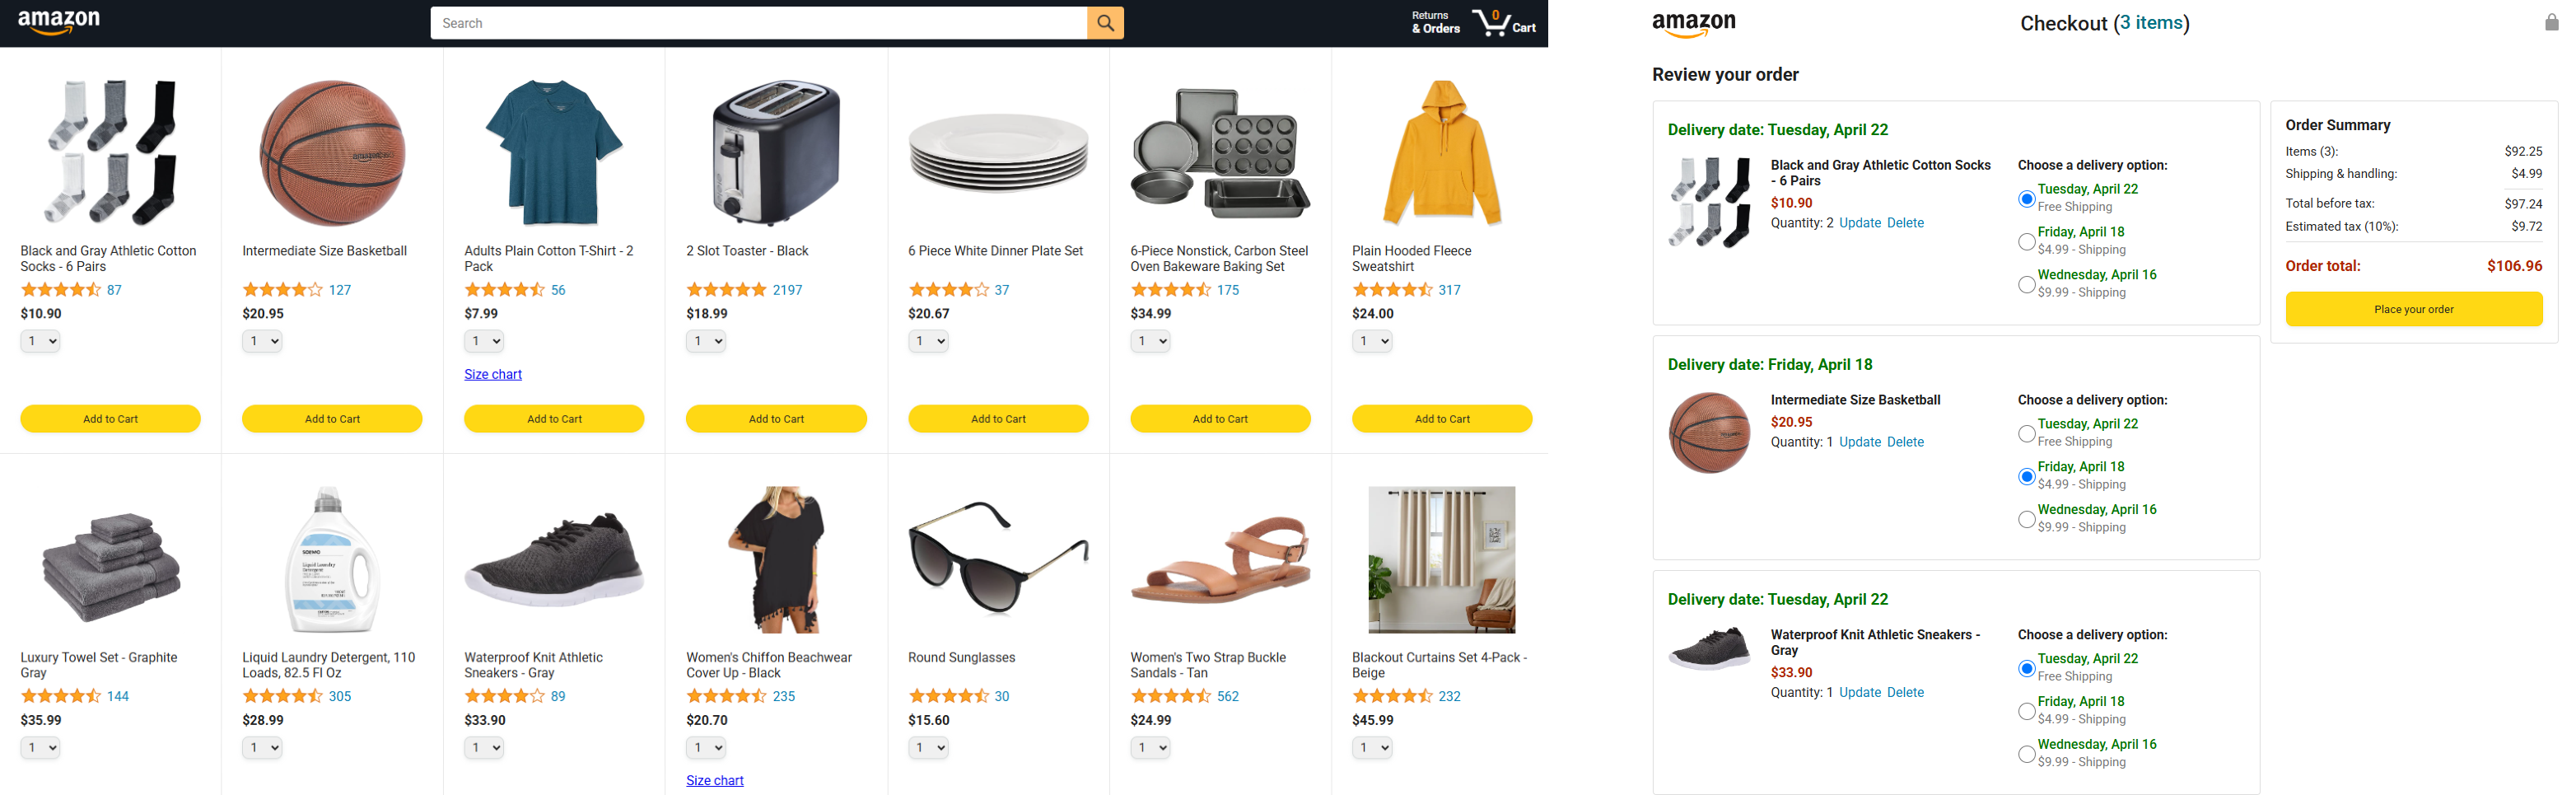 amazon
Search
Returns
& Orders
0
Cart
Black and Gray Athletic Cotton
Socks - 6 Pairs
87
$10.90
1
Add to Cart
Intermediate Size Basketball
127
$20.95
1
Add to Cart
Adults Plain Cotton T-Shirt - 2
Pack
56
$7.99
1
Size chart
Add to Cart
2 Slot Toaster - Black
2197
$18.99
1
Add to Cart
6 Piece White Dinner Plate Set
37
$20.67
1
Add to Cart
6-Piece Nonstick, Carbon Steel
Oven Bakeware Baking Set
175
$34.99
1
Add to Cart
Plain Hooded Fleece
Sweatshirt
317
$24.00
1
Add to Cart
Luxury Towel Set - Graphite
Gray
144
$35.99
1
SOLIMO
Liquid Laundry
Detergent
Liquid Laundry Detergent, 110
Loads, 82.5 Fl Oz
305
$28.99
1
Waterproof Knit Athletic
Sneakers - Gray
89
$33.90
1
Women's Chiffon Beachwear
Cover Up - Black
235
$20.70
1
Size chart
Round Sunglasses
30
$15.60
1
Women's Two Strap Buckle
Sandals - Tan
562
$24.99
1
Blackout Curtains Set 4-Pack -
Beige
232
$45.99
1
amazon
Checkout (3 items)
Review your order
Delivery date: Tuesday, April 22
Black and Gray Athletic Cotton Socks
- 6 Pairs
$10.90
Quantity: 2 Update Delete
Choose a delivery option:
Tuesday, April 22
Free Shipping
Friday, April 18
$4.99 - Shipping
Wednesday, April 16
$9.99 - Shipping
Delivery date: Friday, April 18
Intermediate Size Basketball
$20.95
Quantity: 1 Update Delete
Choose a delivery option:
Tuesday, April 22
Free Shipping
Friday, April 18
$4.99 - Shipping
Wednesday, April 16
$9.99 - Shipping
Delivery date: Tuesday, April 22
Waterproof Knit Athletic Sneakers -
Gray
$33.90
Quantity: 1 Update Delete
Choose a delivery option:
Tuesday, April 22
Free Shipping
Friday, April 18
$4.99 - Shipping
Wednesday, April 16
$9.99 - Shipping
Order Summary
Items (3): $92.25
Shipping & handling: $4.99
Total before tax: $97.24
Estimated tax (10%): $9.72
Order total: $106.96
Place your order